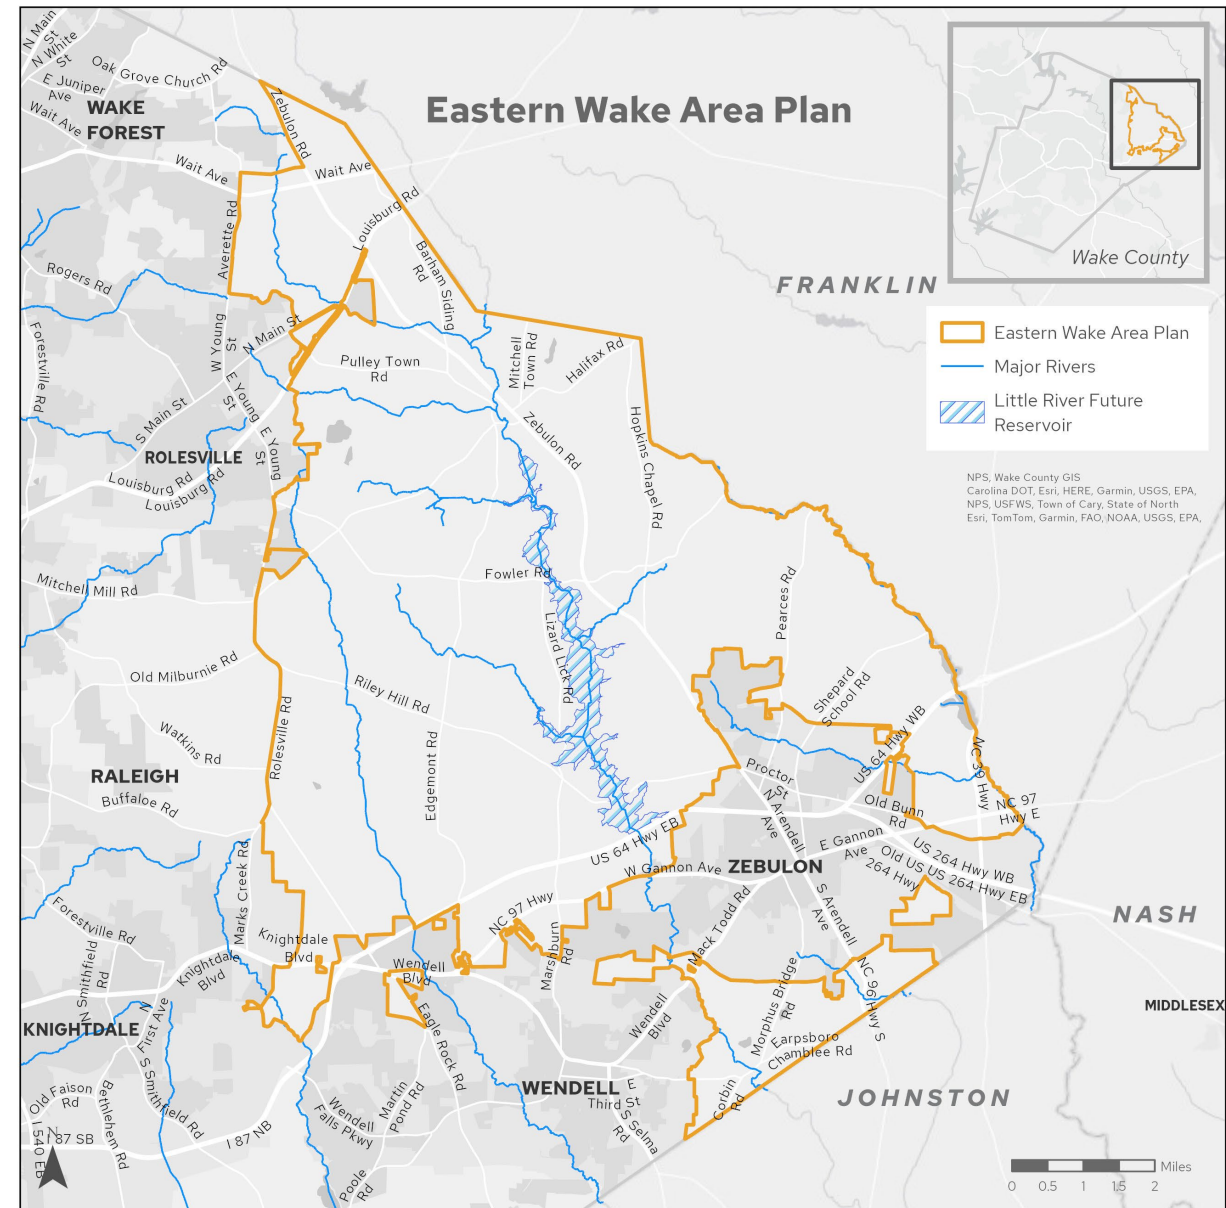 N Main
St
N White
St
Oak Grove Church Rd
E Juniper
Ave
Wait Ave
WAKE
FOREST
Zebulon Rd
Eastern Wake Area Plan
Wake County
Wait Ave
Wait Ave
Averette Rd
Louisburg Rd
Barham Siding
Rd
FRANKLIN
Rogers Rd
Forestville Rd
W Young
St
N Main St
Pulley Town
Rd
Mitchell
Town Rd
Halifax Rd
Eastern Wake Area Plan
Major Rivers
Little River Future
Reservoir
E Young
St
S Main St
E Young
St
Zebulon Rd
Hopkins Chapel Rd
ROLESVILLE
Louisburg Rd
Louisburg Rd
NPS, Wake County GIS
Carolina DOT, Esri, HERE, Garmin, USGS, EPA,
NPS, USFWS, Town of Cary, State of North
Esri, TomTom, Garmin, FAO, NOAA, USGS, EPA,
Mitchell Mill Rd
Fowler Rd
Pearces Rd
Lizard Lick Rd
Old Milburnie Rd
Riley Hill Rd
Shepard
School Rd
Rolesville Rd
Watkins Rd
Edgemont Rd
US 64 Hwy WB
NC 39 Hwy
RALEIGH
Buffaloe Rd
Proctor
St
Old Bunn
Rd
NC 97
Hwy E
N Arendell
Ave
US 64 Hwy EB
E Gannon
Ave
US 264 Hwy WB
Old US
264 Hwy
US 264 Hwy EB
Marks Creek Rd
W Gannon Ave
ZEBULON
Forestville Rd
NC 97 Hwy
Mack Todd Rd
S Arendell
Ave
NASH
Knightdale
Blvd
Knightdale
Blvd
N Smithfield
Rd
Marshburn
Rd
Wendell
Blvd
Morphus Bridge
Rd
NC 96 Hwy S
MIDDLESEX
KNIGHTDALE
N
First Ave
Eagle Rock Rd
Wendell
Blvd
Earpsboro
Chamblee Rd
S Smithfield Rd
Old Faison
Rd
Bethlehem Rd
Martin
Pond Rd
WENDELL
E
Third St
Corbin
Rd
JOHNSTON
Wendell
Falls Pkwy
S Selma
Rd
I 87 NB
N
I 87 SB
I 540 EB
Poole
Rd
Miles
0 0.5 1 1.5 2